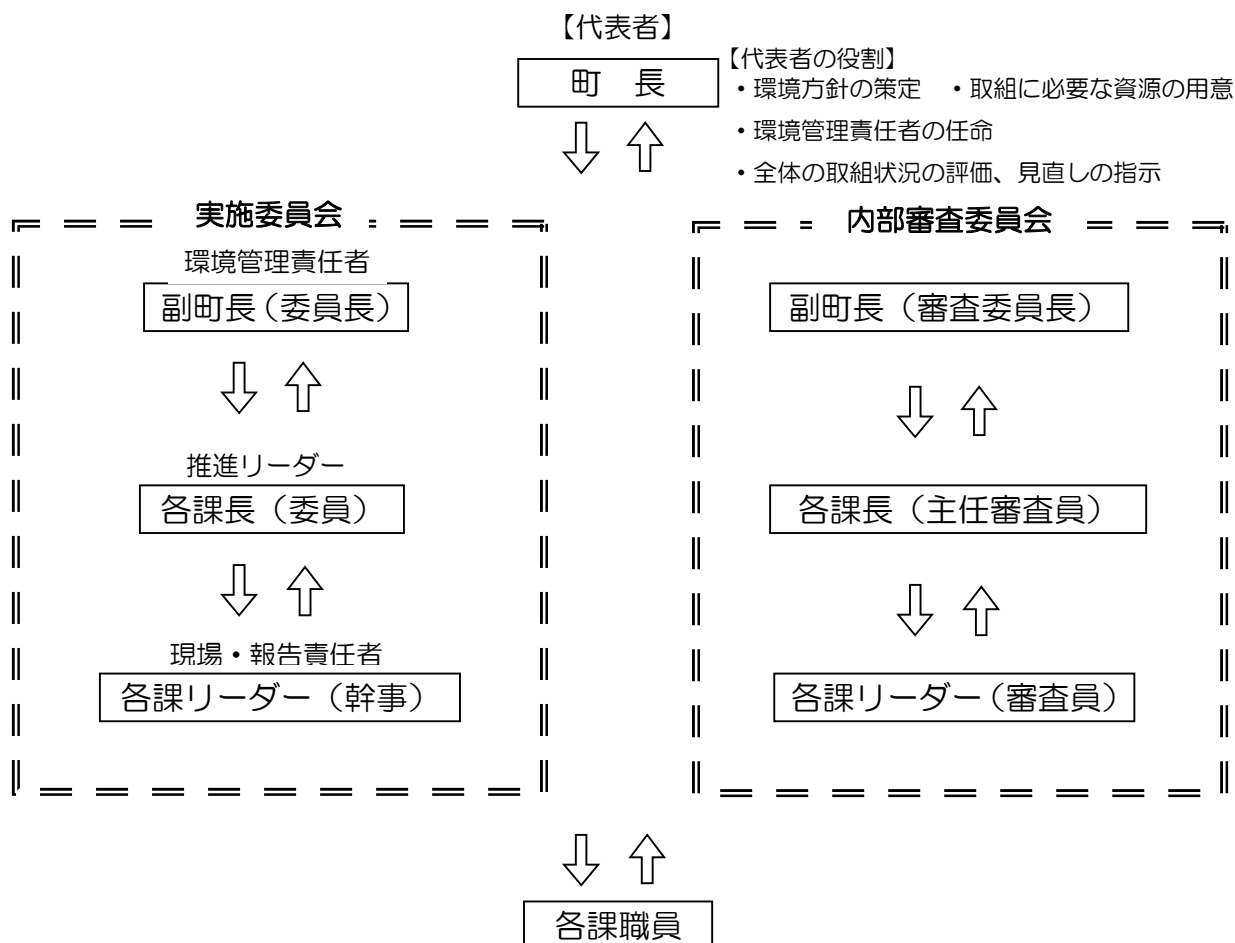 【代表者】
町　長
【代表者の役割】
・環境方針の策定　・取組に必要な資源の用意
・環境管理責任者の任命
・全体の取組状況の評価、見直しの指示
実施委員会
環境管理責任者
副町長（委員長）
推進リーダー
各課長（委員）
現場・報告責任者
各課リーダー（幹事）
内部審査委員会
副町長（審査委員長）
各課長（主任審査員）
各課リーダー（審査員）
各課職員